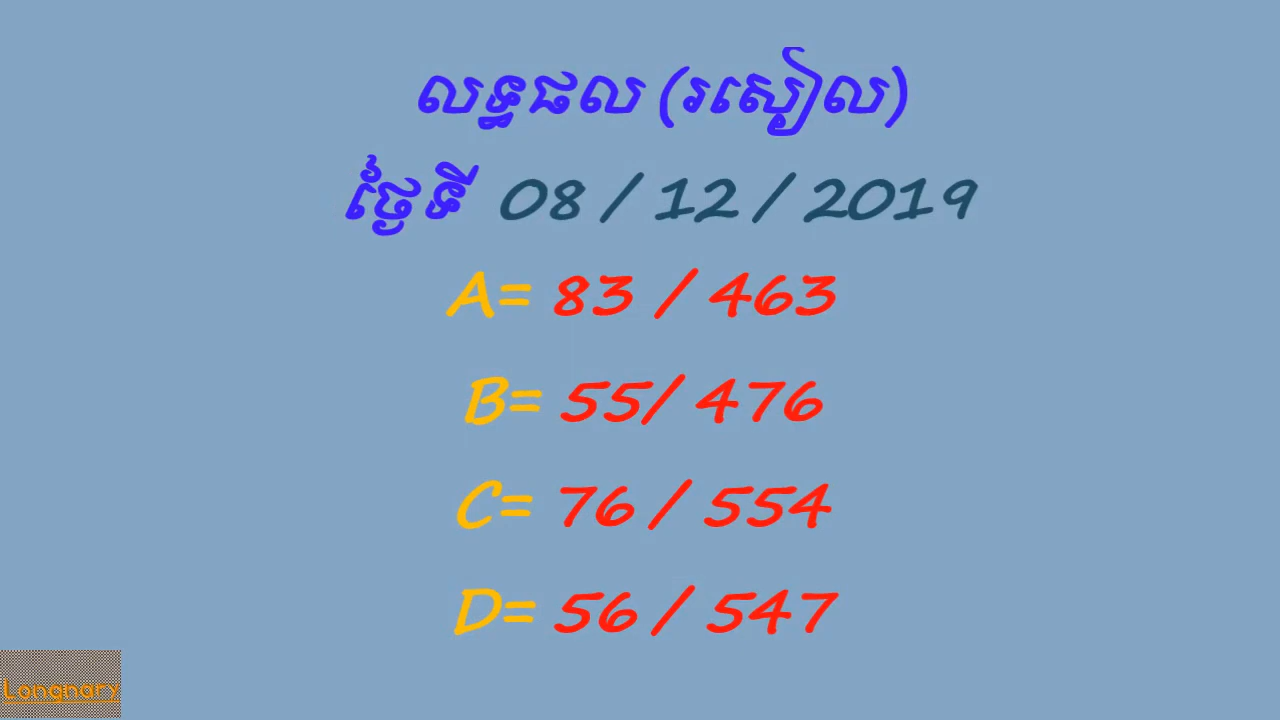 លទ្ធផល (រសៀល)
ថ្ងៃទី 08 / 12 / 2019
A= 83 / 463
B= 55/ 476
C= 76 / 554
D= 56 / 547
Longnary